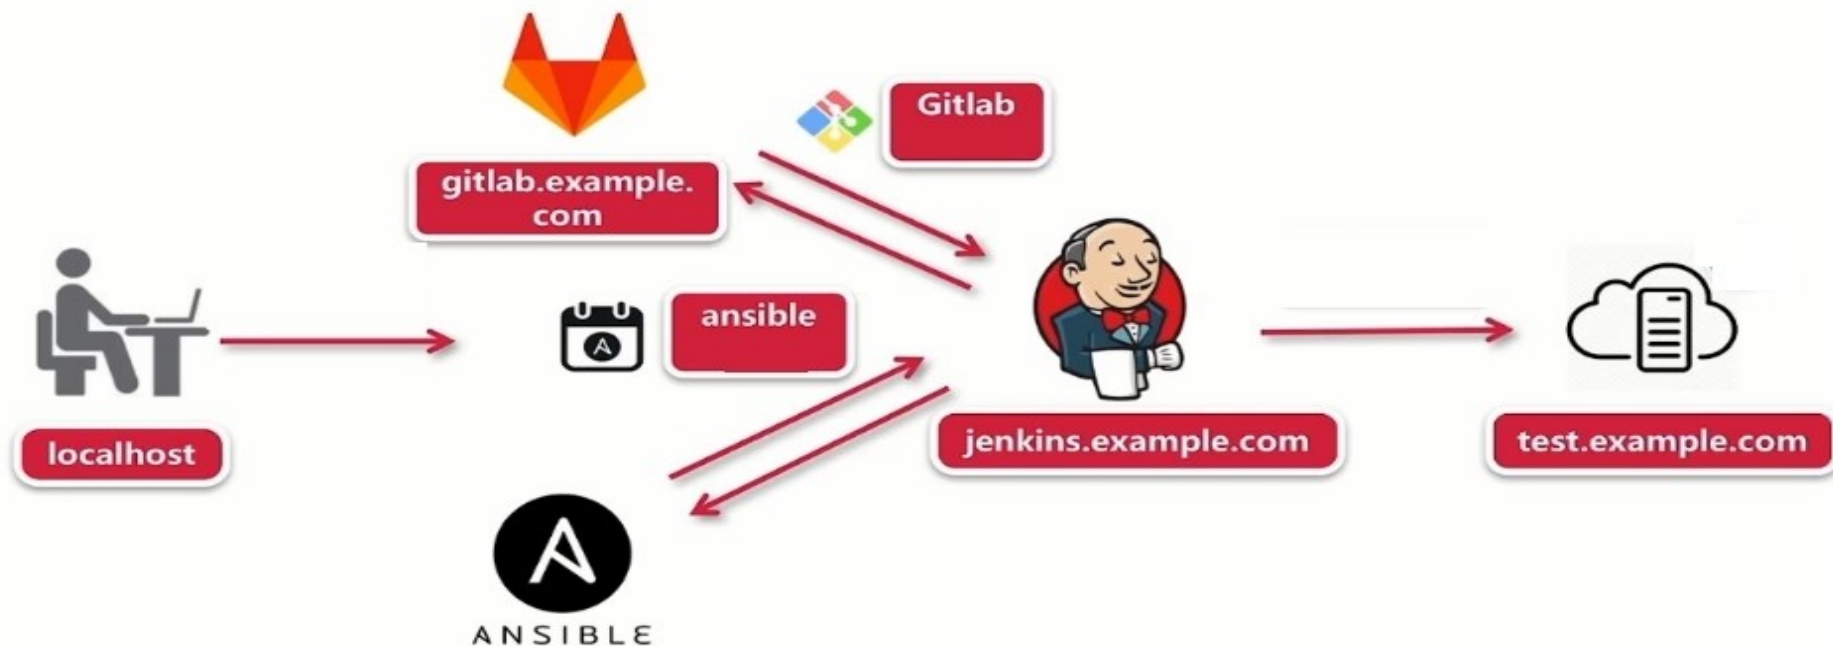 Gitlab
gitlab.example.
com
ansible
localhost
jenkins.example.com
test.example.com
ANSIBLE